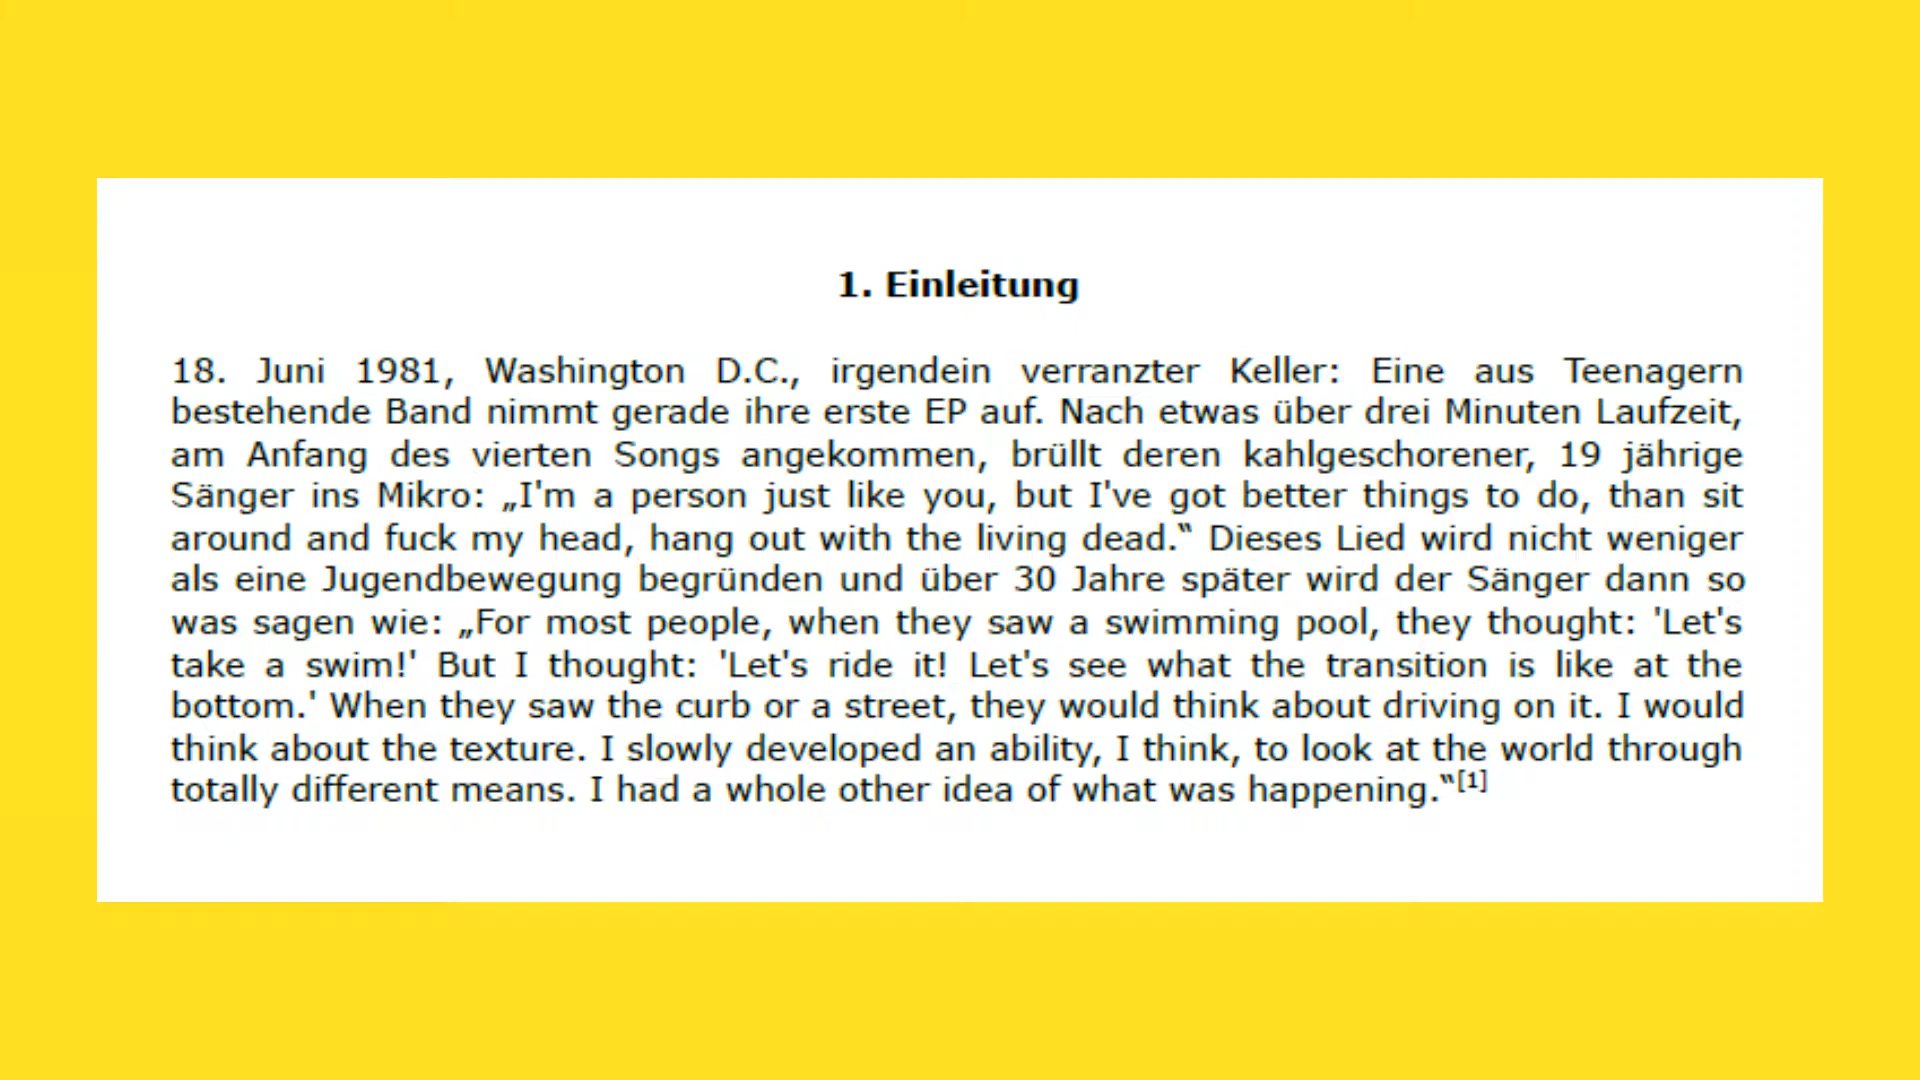 1. Einleitung
18. Juni 1981, Washington D.C., irgendein verranzter Keller: Eine aus Teenagern
bestehende Band nimmt gerade ihre erste EP auf. Nach etwas über drei Minuten Laufzeit,
am Anfang des vierten Songs angekommen, brüllt deren kahlgeschorener, 19 jährige
Sänger ins Mikro: „I'm a person just like you, but I've got better things to do, than sit
around and fuck my head, hang out with the living dead.‟ Dieses Lied wird nicht weniger
als eine Jugendbewegung begründen und über 30 Jahre später wird der Sänger dann so
was sagen wie: „For most people, when they saw a swimming pool, they thought: 'Let's
take a swim!' But I thought: 'Let's ride it! Let's see what the transition is like at the
bottom.' When they saw the curb or a street, they would think about driving on it. I would
think about the texture. I slowly developed an ability, I think, to look at the world through
totally different means. I had a whole other idea of what was happening.‟[1]